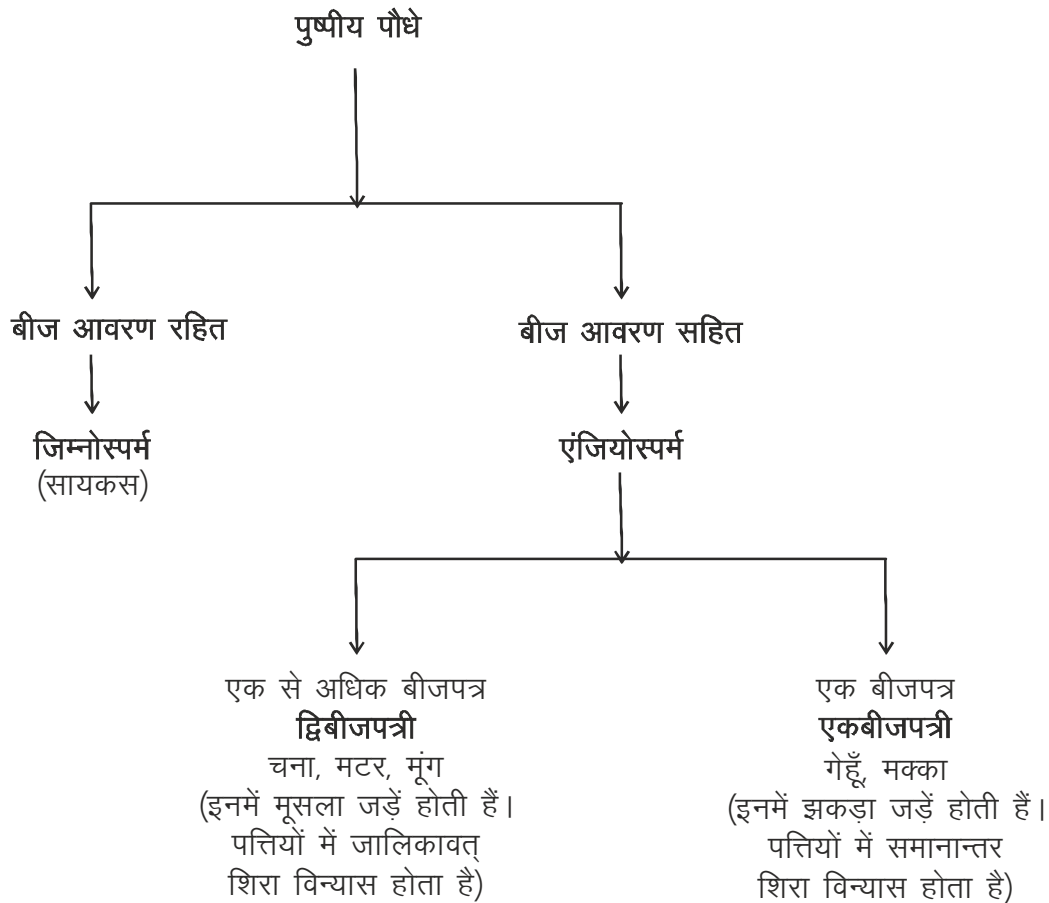 पुष्पीय पौधे
बीज आवरण रहित
बीज आवरण सहित
जिम्नोस्पर्म
(सायकस)
एंजियोस्पर्म
एक से अधिक बीजपत्र
द्विबीजपत्री
चना, मटर, मूंग
(इनमें मूसला जड़ें होती हैं।
पत्तियों में जालिकावत्
शिरा विन्यास होता है)
एक बीजपत्र
एकबीजपत्री
गेहूँ, मक्का
(इनमें झकड़ा जड़ें होती हैं।
पत्तियों में समानान्तर
शिरा विन्यास होता है)